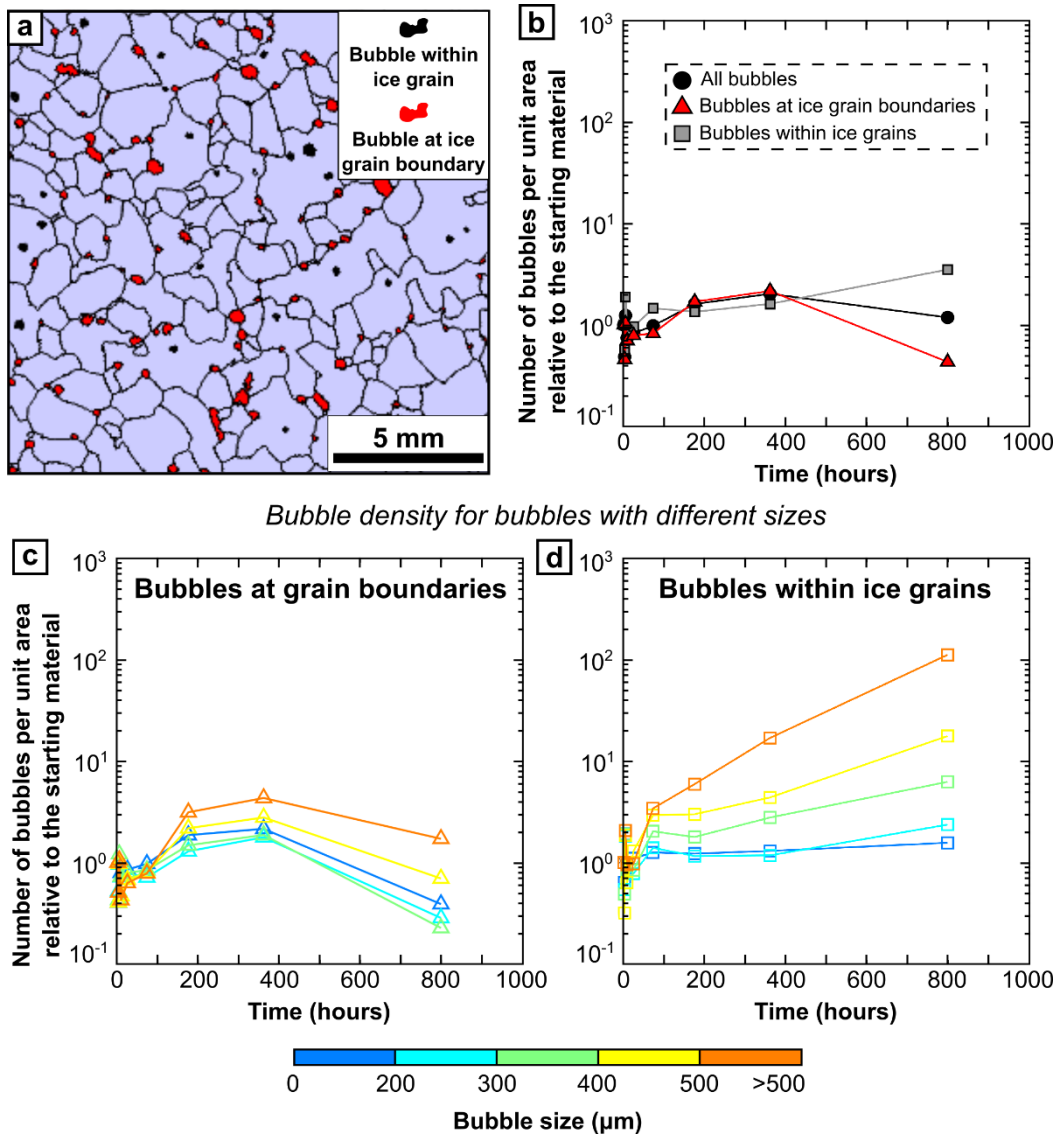 a
Bubble within
ice grain
Bubble at ice
grain boundary
5 mm
b
Number of bubbles per unit area
relative to the starting material
10³
10²
10¹
10⁰
10⁻¹
All bubbles
Bubbles at ice grain boundaries
Bubbles within ice grains
0 200 400 600 800 1000
Time (hours)
Bubble density for bubbles with different sizes
c
Bubbles at grain boundaries
Number of bubbles per unit area
relative to the starting material
10³
10²
10¹
10⁰
10⁻¹
0 200 400 600 800 1000
Time (hours)
d
Bubbles within ice grains
10³
10²
10¹
10⁰
10⁻¹
0 200 400 600 800 1000
Time (hours)
0 200 300 400 500 >500
Bubble size (µm)